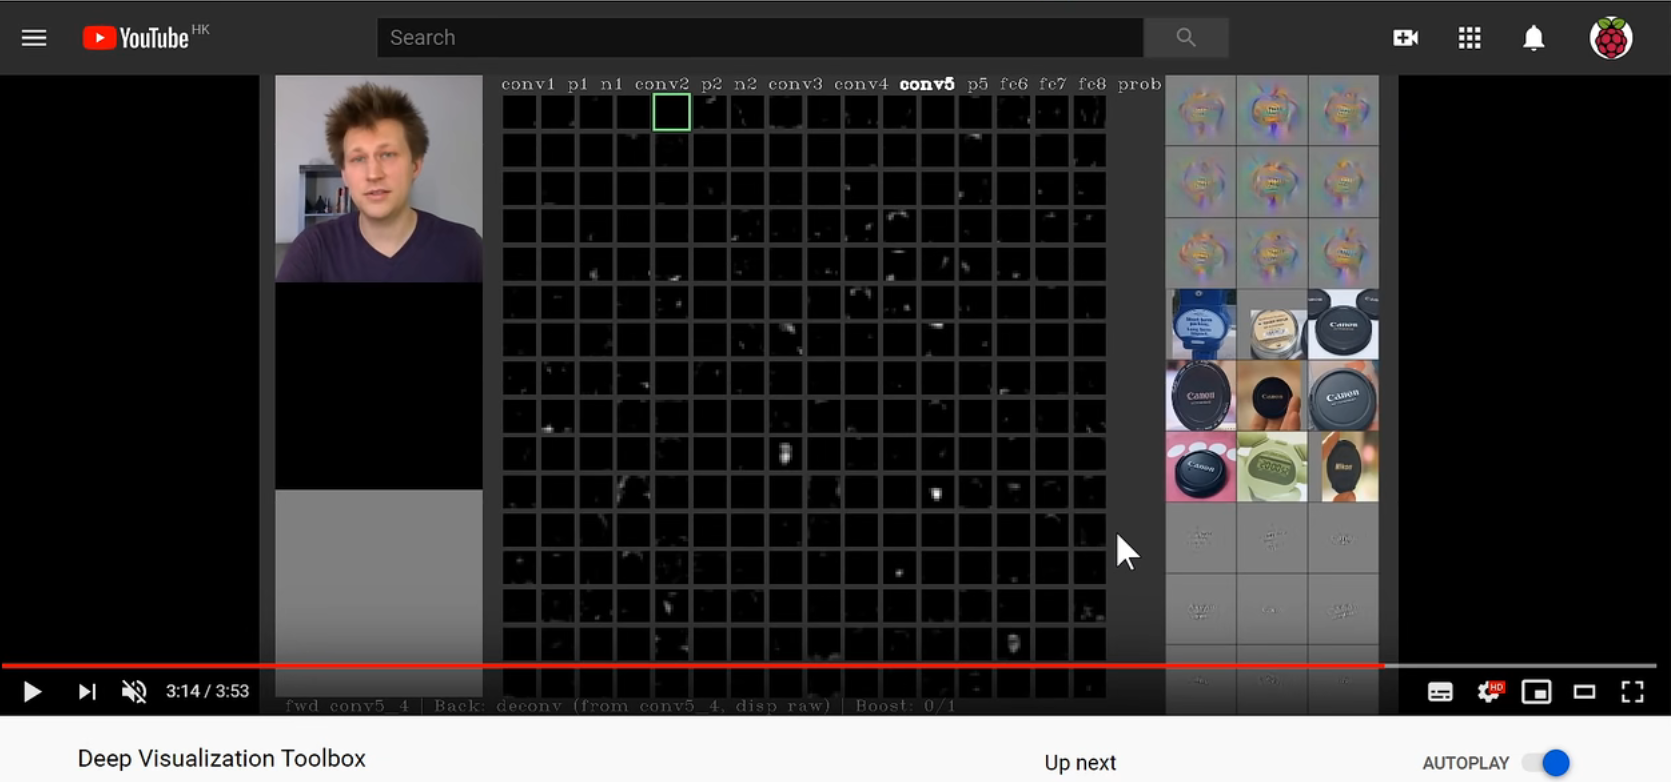 YouTube HK
Search
conv1 p1 n1 conv2 p2 n2 conv3 conv4 conv5 p5 fc6 fc7 fc8 prob
Canon
Canon
Canon
Canon
Canon
Nikon
3:14 / 3:53
HD
fwd conv5_4 | Back: deconv (from conv5_4, disp raw) | Boost: 0/1
Deep Visualization Toolbox
Up next
AUTOPLAY